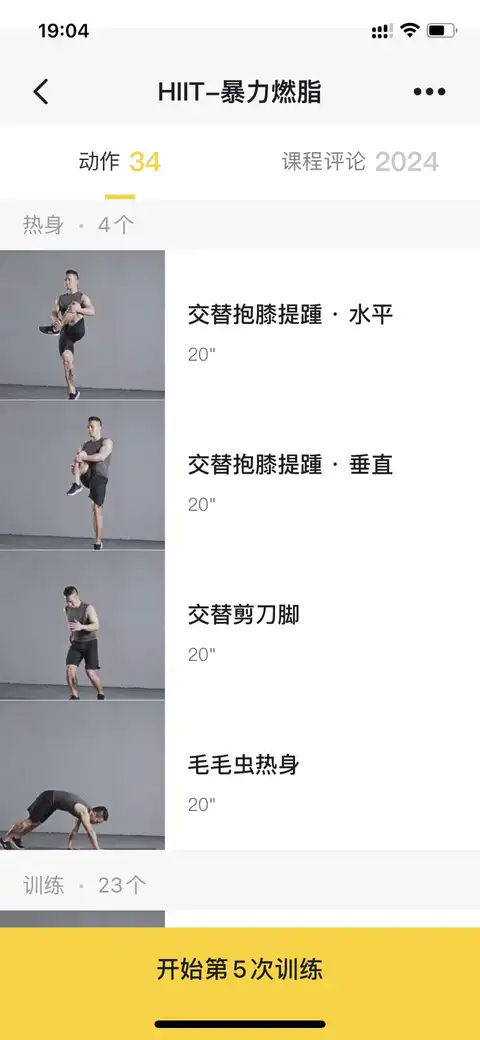 19:04
HIIT–暴力燃脂
动作 34
课程评论 2024
热身 · 4个
交替抱膝提踵 · 水平
20"
交替抱膝提踵 · 垂直
20"
交替剪刀脚
20"
毛毛虫热身
20"
训练 · 23个
开始第5次训练